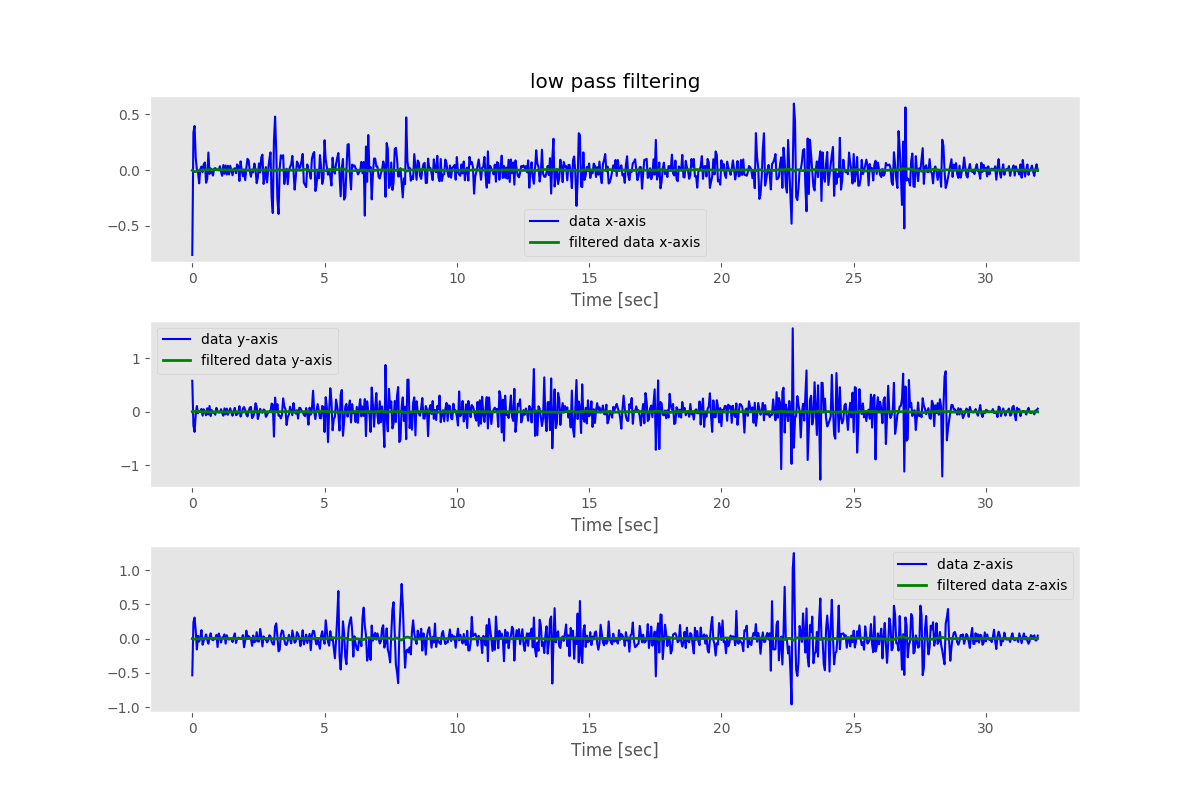 low pass filtering
0.5
0.0
−0.5
data x-axis
filtered data x-axis
0 5 10 15 20 25 30
Time [sec]
data y-axis
filtered data y-axis
1
0
−1
0 5 10 15 20 25 30
Time [sec]
data z-axis
filtered data z-axis
1.0
0.5
0.0
−0.5
−1.0
0 5 10 15 20 25 30
Time [sec]